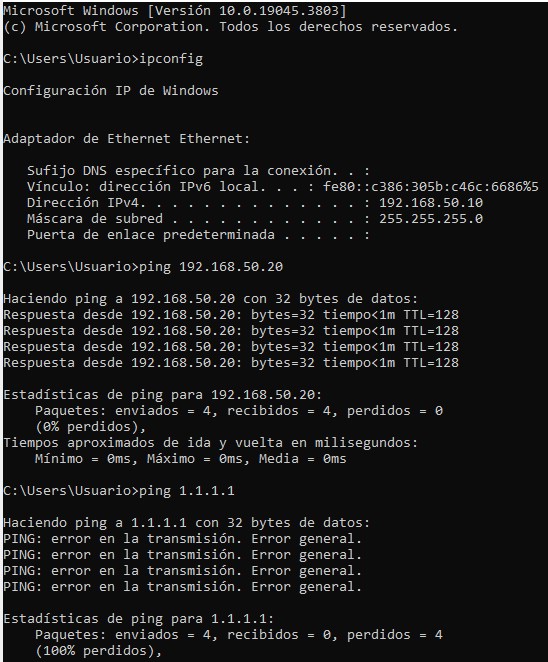 Microsoft Windows [Versión 10.0.19045.3803]
(c) Microsoft Corporation. Todos los derechos reservados.
C:\Users\Usuario>ipconfig
Configuración IP de Windows
Adaptador de Ethernet Ethernet:
   Sufijo DNS específico para la conexión. . :
   Vínculo: dirección IPv6 local. . . : fe80::c386:305b:c46c:6686%5
   Dirección IPv4. . . . . . . . . . . . . . : 192.168.50.10
   Máscara de subred . . . . . . . . . . . . : 255.255.255.0
   Puerta de enlace predeterminada . . . . . :
C:\Users\Usuario>ping 192.168.50.20
Haciendo ping a 192.168.50.20 con 32 bytes de datos:
Respuesta desde 192.168.50.20: bytes=32 tiempo<1m TTL=128
Respuesta desde 192.168.50.20: bytes=32 tiempo<1m TTL=128
Respuesta desde 192.168.50.20: bytes=32 tiempo<1m TTL=128
Respuesta desde 192.168.50.20: bytes=32 tiempo<1m TTL=128
Estadísticas de ping para 192.168.50.20:
    Paquetes: enviados = 4, recibidos = 4, perdidos = 0
    (0% perdidos),
Tiempos aproximados de ida y vuelta en milisegundos:
    Mínimo = 0ms, Máximo = 0ms, Media = 0ms
C:\Users\Usuario>ping 1.1.1.1
Haciendo ping a 1.1.1.1 con 32 bytes de datos:
PING: error en la transmisión. Error general.
PING: error en la transmisión. Error general.
PING: error en la transmisión. Error general.
PING: error en la transmisión. Error general.
Estadísticas de ping para 1.1.1.1:
    Paquetes: enviados = 4, recibidos = 0, perdidos = 4
    (100% perdidos),